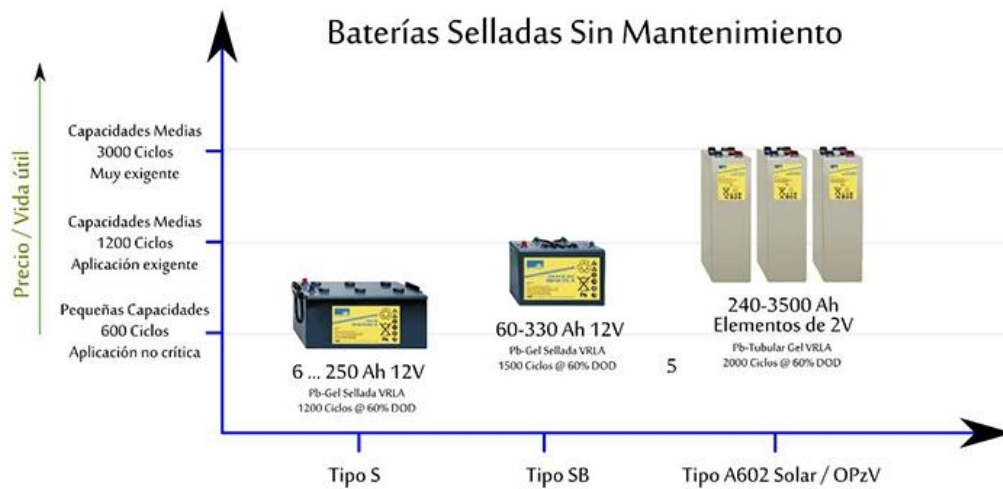 Baterías Selladas Sin Mantenimiento
Precio / Vida útil
Capacidades Medias
3000 Ciclos
Muy exigente
Capacidades Medias
1200 Ciclos
Aplicación exigente
Pequeñas Capacidades
600 Ciclos
Aplicación no crítica
6 ... 250 Ah 12V
Pb-Gel Sellada VRLA
1200 Ciclos @ 60% DOD
60-330 Ah 12V
Pb-Gel Sellada VRLA
1500 Ciclos @ 60% DOD
5
240-3500 Ah
Elementos de 2V
Pb-Tubular Gel VRLA
2000 Ciclos @ 60% DOD
Tipo S
Tipo SB
Tipo A602 Solar / OPzV